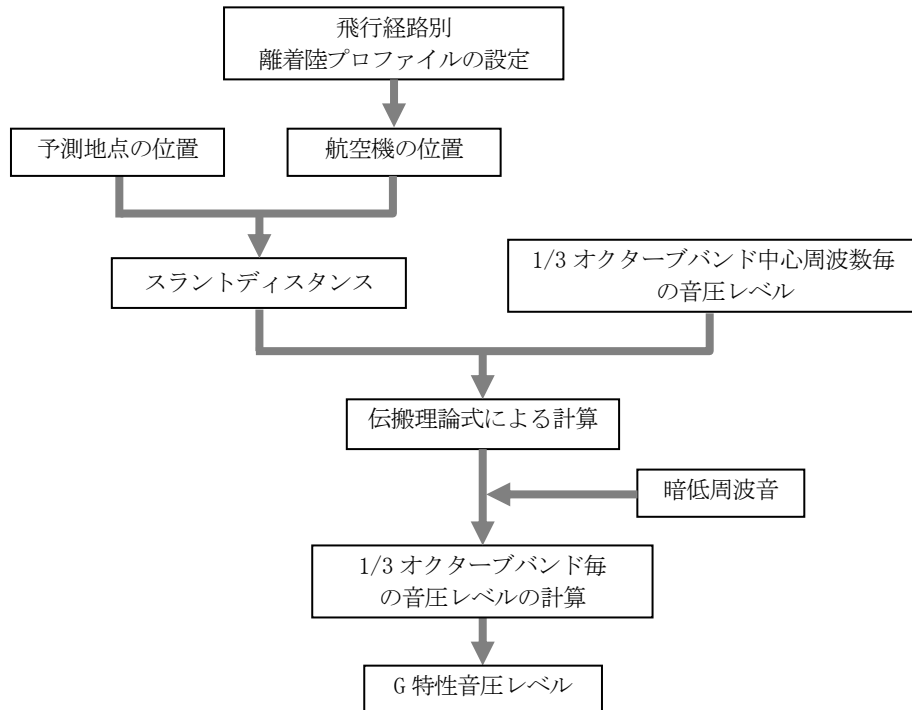 飛行経路別
離着陸プロファイルの設定
予測地点の位置
航空機の位置
スラントディスタンス
1/3 オクターブバンド中心周波数毎
の音圧レベル
伝搬理論式による計算
暗低周波音
1/3 オクターブバンド毎
の音圧レベルの計算
G 特性音圧レベル